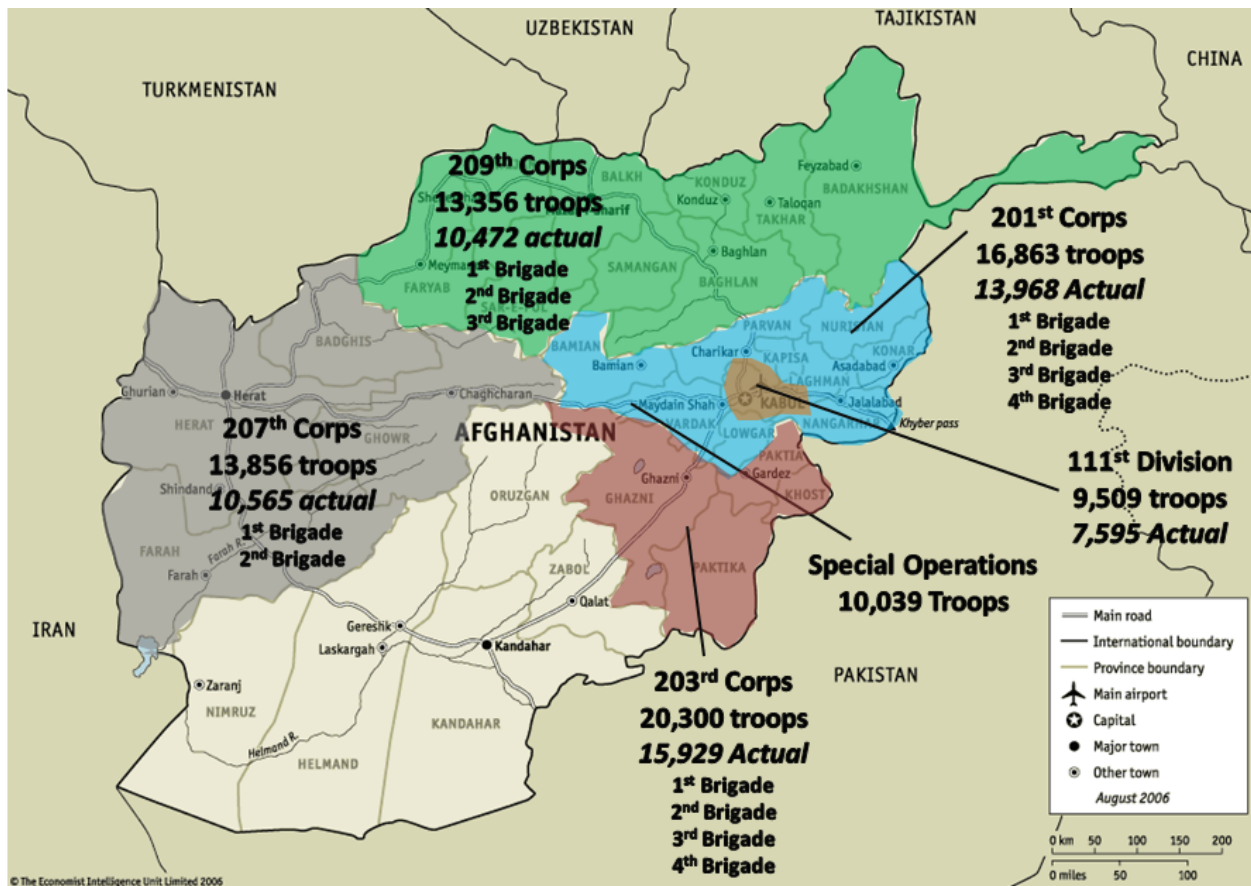 UZBEKISTAN
TAJIKISTAN
CHINA
TURKMENISTAN
209th Corps
13,356 troops
10,472 actual
1st Brigade
2nd Brigade
3rd Brigade
BALKH
KONDUZ
Konduz
Taloqan
TAKHAR
Feyzabad
BADAKHSHAN
Baghlan
BAGHLAN
SAMANGAN
FARYAB
SAR-E-POL
201st Corps
16,863 troops
13,968 Actual
1st Brigade
2nd Brigade
3rd Brigade
4th Brigade
BADGHIS
BAMIAN
Bamian
PARVAN
Charikar
KAPISA
NURISTAN
KONAR
Asadabad
LAGHMAN
Jalalabad
NANGARHAR
Khyber pass
KABUL
Maydain Shah
VARDAK
LOWGAR
Ghurian
Herat
HERAT
Chaghcharan
GHOWR
AFGHANISTAN
207th Corps
13,856 troops
10,565 actual
1st Brigade
2nd Brigade
Shindand
FARAH
Farah R.
Farah
ORUZGAN
Ghazni
GHAZNI
PAKTIA
Gardez
KHOST
PAKTIKA
111st Division
9,509 troops
7,595 Actual
Special Operations
10,039 Troops
ZABOL
Qalat
IRAN
Gereshk
Laskargah
Kandahar
Zaranj
NIMRUZ
Helmand R.
HELMAND
KANDAHAR
203rd Corps
20,300 troops
15,929 Actual
1st Brigade
2nd Brigade
3rd Brigade
4th Brigade
PAKISTAN
Main road
International boundary
Province boundary
Main airport
Capital
Major town
Other town
August 2006
0 km 50 100 150 200
0 miles 50 100
© The Economist Intelligence Unit Limited 2006